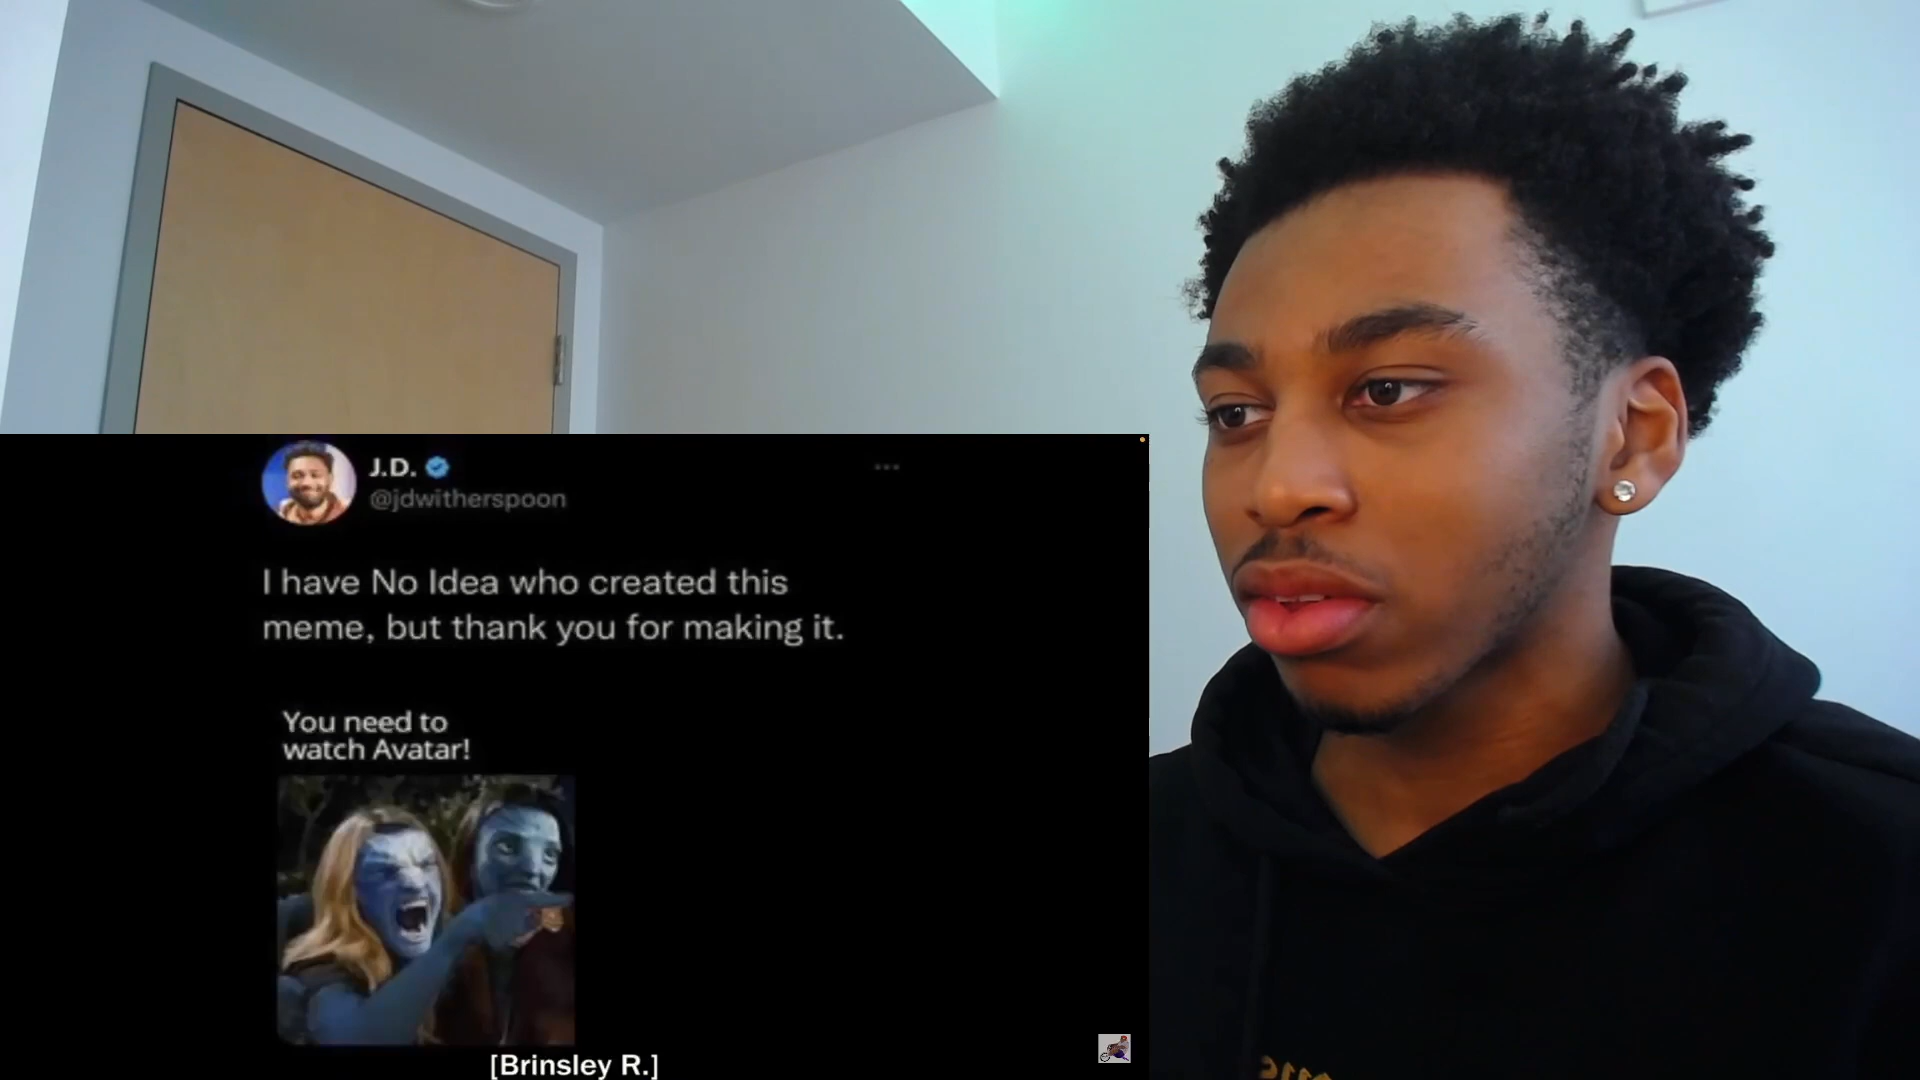 J.D.
@jdwitherspoon
I have No Idea who created this
meme, but thank you for making it.
You need to
watch Avatar!
[Brinsley R.]